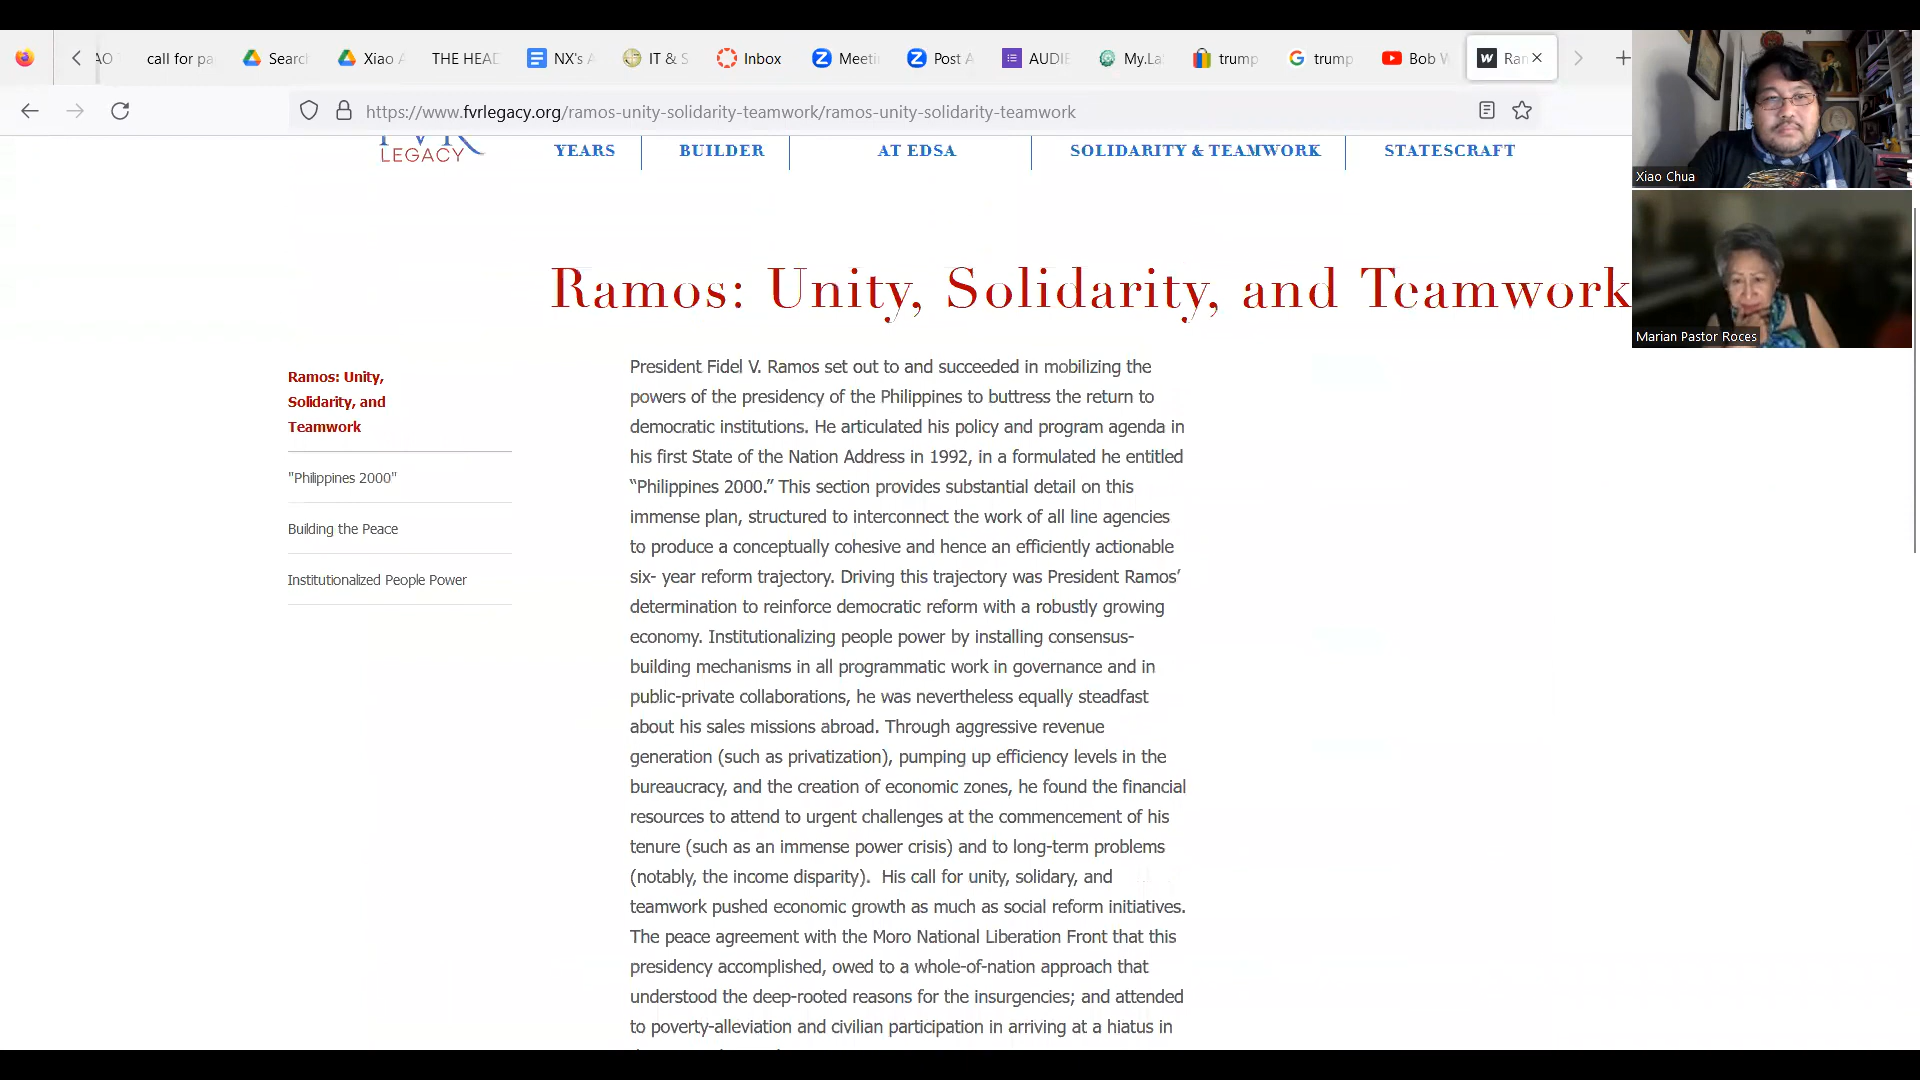 call for pa
Searc
Xiao A
THE HEAD
NX's A
IT & S
Inbox
Meeti
Post A
AUDIE
My.La
trump
trump
Bob W
Ran
https://www.fvrlegacy.org/ramos-unity-solidarity-teamwork/ramos-unity-solidarity-teamwork
LEGACY
YEARS
BUILDER
AT EDSA
SOLIDARITY & TEAMWORK
STATESCRAFT
Xiao Chua
Marian Pastor Roces
Ramos: Unity, Solidarity, and Teamwork
Ramos: Unity,
Solidarity, and
Teamwork
"Philippines 2000"
Building the Peace
Institutionalized People Power
President Fidel V. Ramos set out to and succeeded in mobilizing the
powers of the presidency of the Philippines to buttress the return to
democratic institutions. He articulated his policy and program agenda in
his first State of the Nation Address in 1992, in a formulated he entitled
“Philippines 2000.” This section provides substantial detail on this
immense plan, structured to interconnect the work of all line agencies
to produce a conceptually cohesive and hence an efficiently actionable
six- year reform trajectory. Driving this trajectory was President Ramos’
determination to reinforce democratic reform with a robustly growing
economy. Institutionalizing people power by installing consensus-
building mechanisms in all programmatic work in governance and in
public-private collaborations, he was nevertheless equally steadfast
about his sales missions abroad. Through aggressive revenue
generation (such as privatization), pumping up efficiency levels in the
bureaucracy, and the creation of economic zones, he found the financial
resources to attend to urgent challenges at the commencement of his
tenure (such as an immense power crisis) and to long-term problems
(notably, the income disparity).  His call for unity, solidary, and
teamwork pushed economic growth as much as social reform initiatives.
The peace agreement with the Moro National Liberation Front that this
presidency accomplished, owed to a whole-of-nation approach that
understood the deep-rooted reasons for the insurgencies; and attended
to poverty-alleviation and civilian participation in arriving at a hiatus in